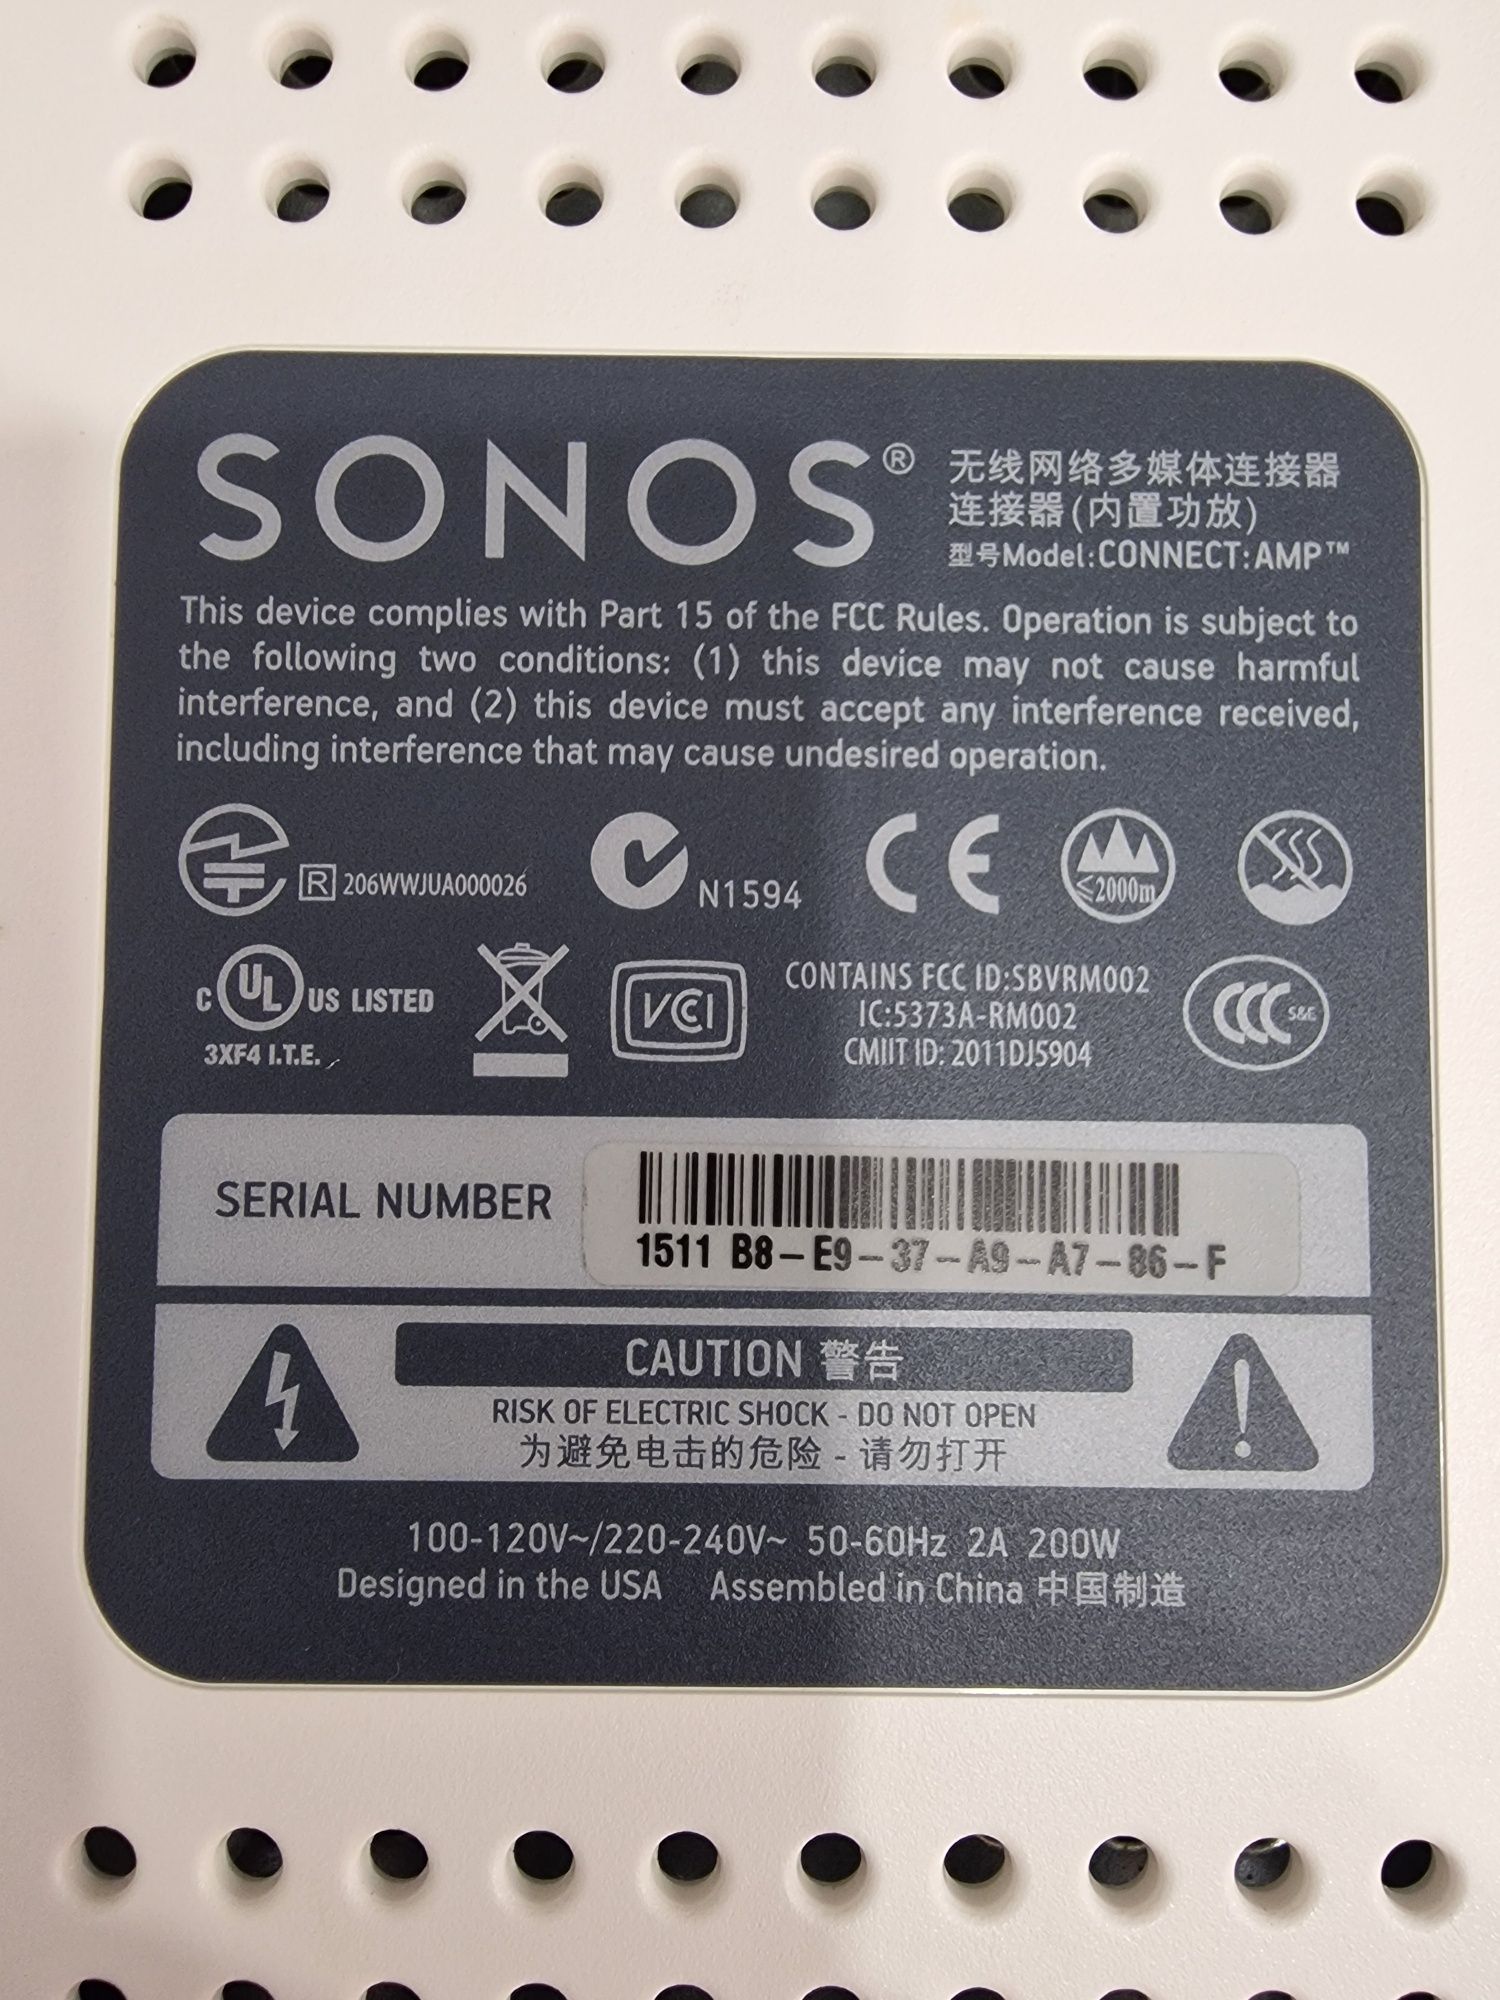 SONOS®
无线网络多媒体连接器
连接器(内置功放)
型号Model:CONNECT:AMP™
This device complies with Part 15 of the FCC Rules. Operation is subject to
the following two conditions: (1) this device may not cause harmful
interference, and (2) this device must accept any interference received,
including interference that may cause undesired operation.
R 206WWJUA000026
N1594
CE
≤2000m
C UL US LISTED
3XF4 I.T.E.
VCCI
CONTAINS FCC ID:SBVRM002
IC:5373A-RM002
CMIIT ID: 2011DJ5904
CCC S&E
SERIAL NUMBER
1511 B8-E9-37-A9-A7-86-F
CAUTION 警告
RISK OF ELECTRIC SHOCK - DO NOT OPEN
为避免电击的危险 - 请勿打开
100-120V~/220-240V~ 50-60Hz 2A 200W
Designed in the USA Assembled in China 中国制造